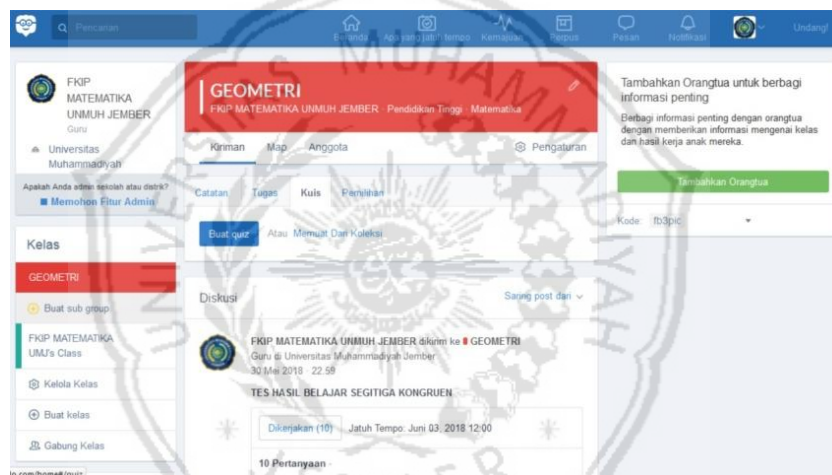 Pencarian
Beranda
Apa yang jatuh tempo
Kemajuan
Perpus
Pesan
Notifikasi
Undang!
FKIP
MATEMATIKA
UNMUH JEMBER
Guru
Universitas
Muhammadiyah
Apakah Anda admin sekolah atau distrik?
Memohon Fitur Admin
Kelas
GEOMETRI
Buat sub group
FKIP MATEMATIKA
UMJ's Class
Kelola Kelas
Buat kelas
Gabung Kelas
GEOMETRI
FKIP MATEMATIKA UNMUH JEMBER · Pendidikan Tinggi · Matematika
Kiriman Map Anggota Pengaturan
Catatan Tugas Kuis Pemilihan
Buat quiz Atau Memuat Dari Koleksi
Diskusi
Saring post dari
FKIP MATEMATIKA UNMUH JEMBER dikirim ke GEOMETRI
Guru di Universitas Muhammadiyah Jember
30 Mei 2018 · 22.59
TES HASIL BELAJAR SEGITIGA KONGRUEN
Dikerjakan (10) Jatuh Tempo: Juni 03, 2018 12:00
10 Pertanyaan
Tambahkan Orangtua untuk berbagi
informasi penting
Berbagi informasi penting dengan orangtua
dengan memberikan informasi mengenai kelas
dan hasil kerja anak mereka.
Tambahkan Orangtua
Kode: fb3pic